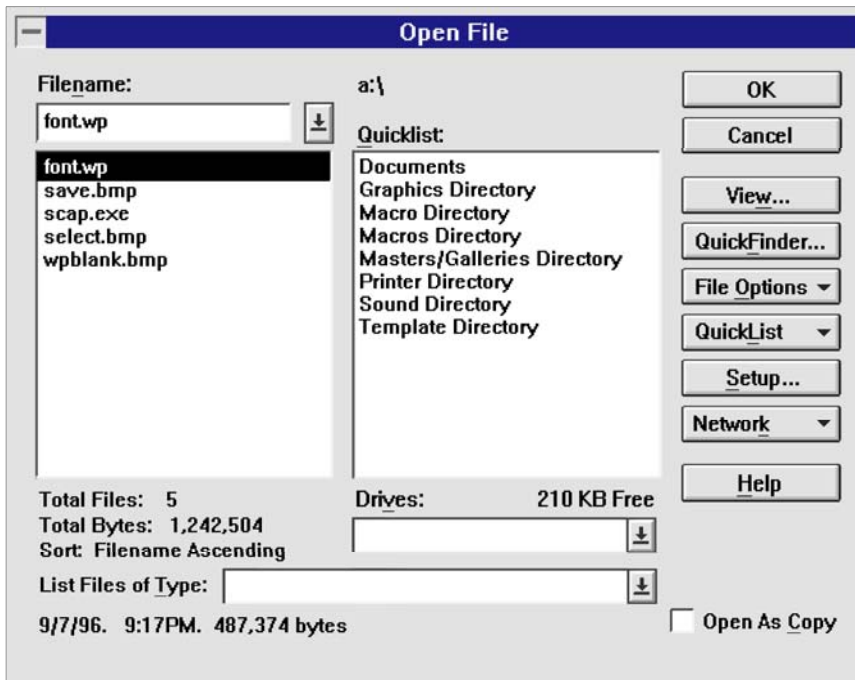 Open File
Filename:
font.wp
font.wp
save.bmp
scap.exe
select.bmp
wpblank.bmp
Total Files: 5
Total Bytes: 1,242,504
Sort: Filename Ascending
a:\
Quicklist:
Documents
Graphics Directory
Macro Directory
Macros Directory
Masters/Galleries Directory
Printer Directory
Sound Directory
Template Directory
Drives: 210 KB Free
List Files of Type:
9/7/96. 9:17PM. 487,374 bytes
OK
Cancel
View...
QuickFinder...
File Options
QuickList
Setup...
Network
Help
Open As Copy